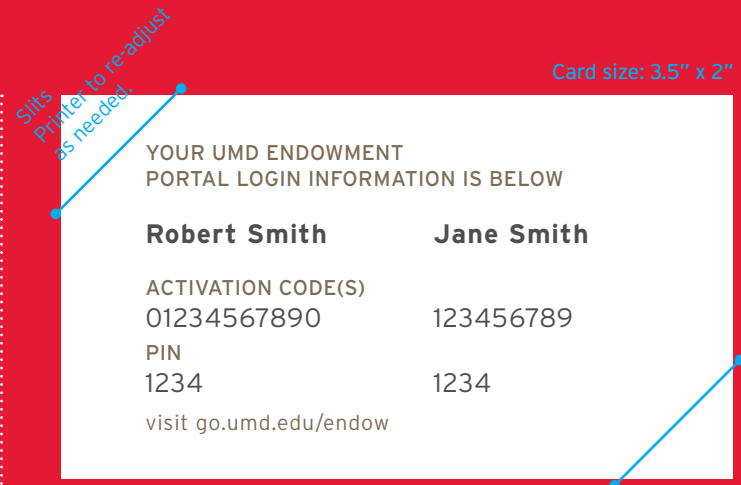 Slits
Printer to re-adjust
as needed.
Card size: 3.5” x 2”
YOUR UMD ENDOWMENT
PORTAL LOGIN INFORMATION IS BELOW
Robert Smith Jane Smith
ACTIVATION CODE(S)
01234567890 123456789
PIN
1234 1234
visit go.umd.edu/endow